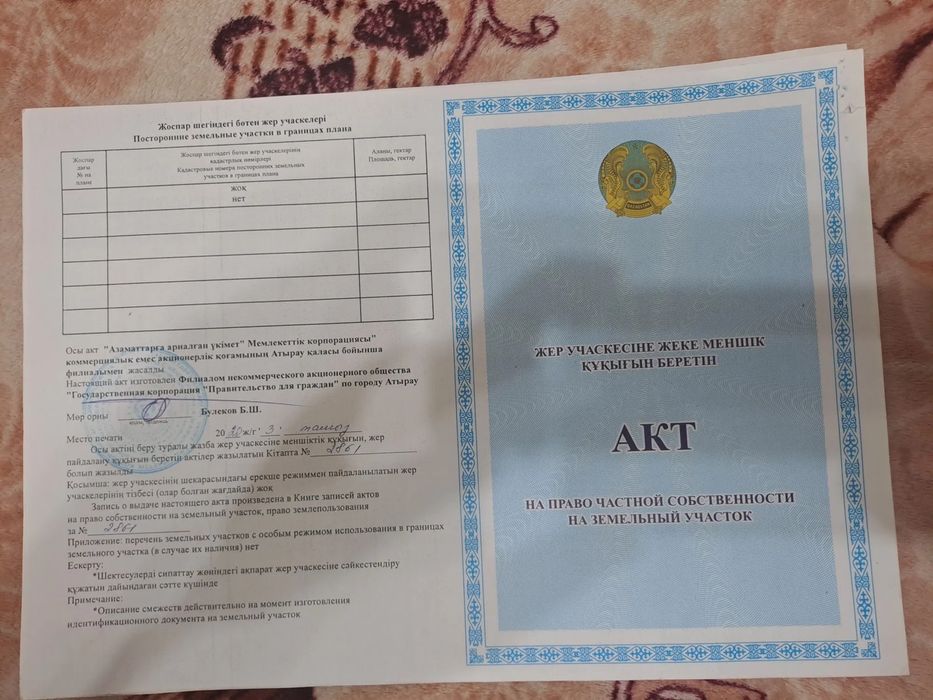 Жоспар шегіндегі бөтен жер учаскелері
Посторонние земельные участки в границах плана
Жоспар
дағы
№ на
плане
Жоспар шегіндегі бөтен жер учаскелерінің
кадастрлық нөмірлері
Кадастровые номера посторонних земельных
участков в границах плана
Алаңы, гектар
Площадь, гектар
жоқ
нет
Осы акт "Азаматтарға арналған үкімет" Мемлекеттік корпорациясы"
коммерциялық емес акционерлік қоғамының Атырау қаласы бойынша
филиалымен жасалды
Настоящий акт изготовлен Филиалом некоммерческого акционерного общества
"Государственная корпорация "Правительство для граждан" по городу Атырау
Мөр орны
Булеков Б.Ш.
Место печати
2020 ж/г "3"
Осы актіні беру туралы жазба жер учаскесіне меншіктік құқығын, жер
пайдалану құқығын беретін актілер жазылатын Кітапта № 2861
болып жазылды
Қосымша: жер учаскесінің шекарасындағы ерекше режиммен пайдаланылатын жер
учаскелерінің тізбесі (олар болған жағдайда) жоқ
Запись о выдаче настоящего акта произведена в Книге записей актов
на право собственности на земельный участок, право землепользования
за № 2861
Приложение: перечень земельных участков с особым режимом использования в границах
земельного участка (в случае их наличия) нет
Ескерту:
*Шектесулерді сипаттау жөніндегі ақпарат жер учаскесіне сәйкестендіру
құжатын дайындаған сәтте күшінде
Примечание:
*Описание смежеств действительно на момент изготовления
идентификационного документа на земельный участок
ЖЕР УЧАСКЕСІНЕ ЖЕКЕ МЕНШІК
ҚҰҚЫҒЫН БЕРЕТІН
АКТ
НА ПРАВО ЧАСТНОЙ СОБСТВЕННОСТИ
НА ЗЕМЕЛЬНЫЙ УЧАСТОК